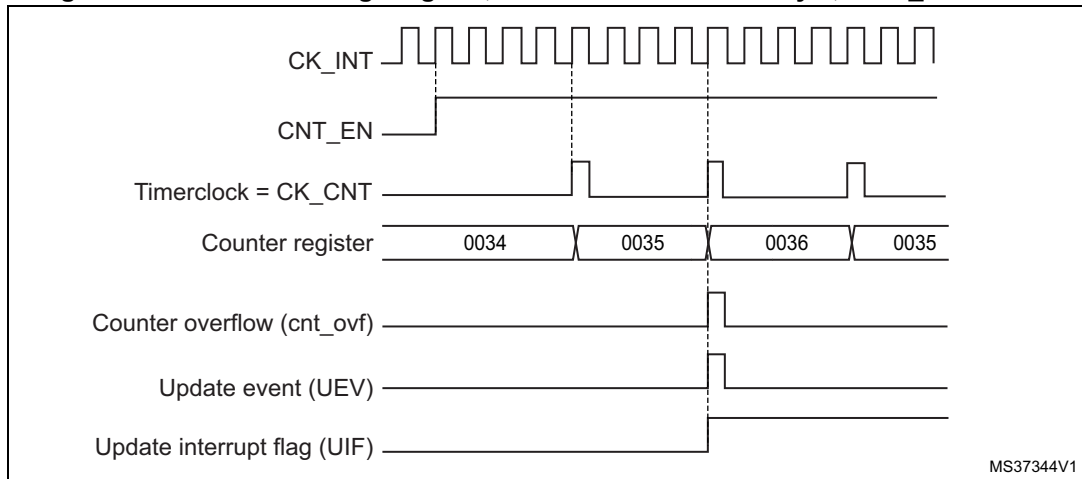 CK_INT
CNT_EN
Timerclock = CK_CNT
Counter register 0034 0035 0036 0035
Counter overflow (cnt_ovf)
Update event (UEV)
Update interrupt flag (UIF)
MS37344V1